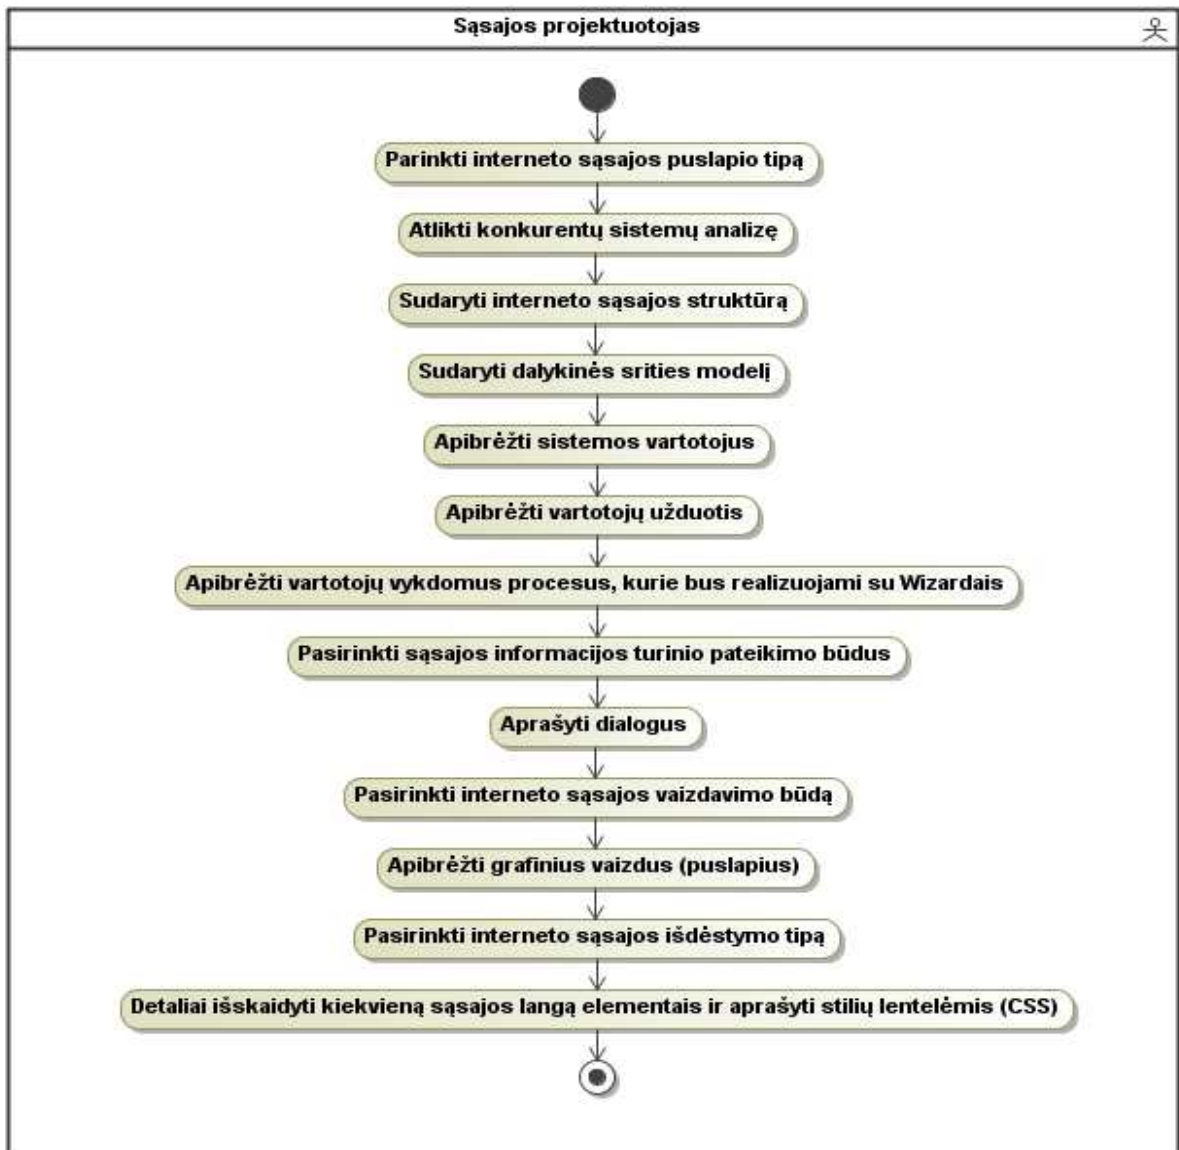 Sąsajos projektuotojas
Parinkti interneto sąsajos puslapio tipą
Atlikti konkurentų sistemų analizę
Sudaryti interneto sąsajos struktūrą
Sudaryti dalykinės srities modelį
Apibrėžti sistemos vartotojus
Apibrėžti vartotojų užduotis
Apibrėžti vartotojų vykdomus procesus, kurie bus realizuojami su Wizardais
Pasirinkti sąsajos informacijos turinio pateikimo būdus
Aprašyti dialogus
Pasirinkti interneto sąsajos vaizdavimo būdą
Apibrėžti grafinius vaizdus (puslapius)
Pasirinkti interneto sąsajos išdėstymo tipą
Detaliai išskaidyti kiekvieną sąsajos langą elementais ir aprašyti stilių lentelėmis (CSS)